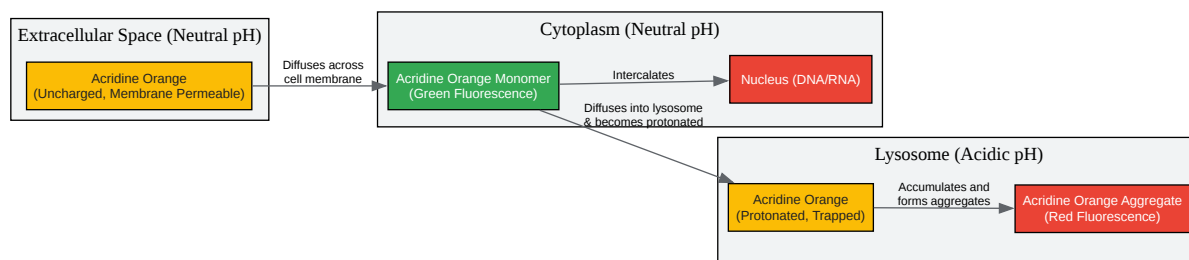 Extracellular Space (Neutral pH)
Acridine Orange
(Uncharged, Membrane Permeable)
Diffuses across
cell membrane
Cytoplasm (Neutral pH)
Acridine Orange Monomer
(Green Fluorescence)
Intercalates
Nucleus (DNA/RNA)
Diffuses into lysosome
& becomes protonated
Lysosome (Acidic pH)
Acridine Orange
(Protonated, Trapped)
Accumulates and
forms aggregates
Acridine Orange Aggregate
(Red Fluorescence)